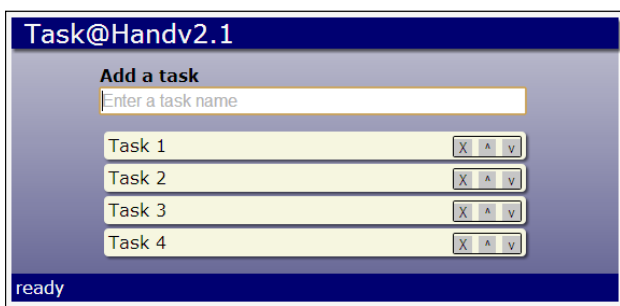 Task@Handv2.1
Add a task
Enter a task name
Task 1 X ^ v
Task 2 X ^ v
Task 3 X ^ v
Task 4 X ^ v
ready